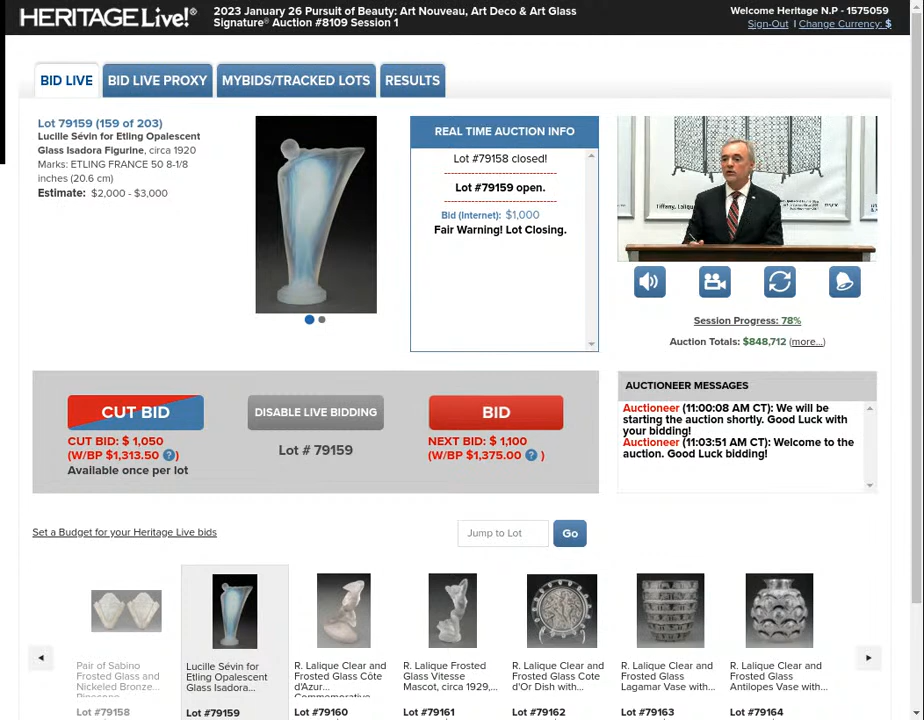 HERITAGE Live!®
2023 January 26 Pursuit of Beauty: Art Nouveau, Art Deco & Art Glass
Signature® Auction #8109 Session 1
Welcome Heritage N.P - 1575059
Sign-Out | Change Currency: $
BID LIVE
BID LIVE PROXY
MYBIDS/TRACKED LOTS
RESULTS
Lot 79159 (159 of 203)
Lucille Sévin for Etling Opalescent
Glass Isadora Figurine, circa 1920
Marks: ETLING FRANCE 50 8-1/8
inches (20.6 cm)
Estimate: $2,000 - $3,000
REAL TIME AUCTION INFO
Lot #79158 closed!
Lot #79159 open.
Bid (Internet): $1,000
Fair Warning! Lot Closing.
Session Progress: 78%
Auction Totals: $848,712 (more...)
CUT BID
CUT BID: $ 1,050
(W/BP $1,313.50 ? )
Available once per lot
DISABLE LIVE BIDDING
Lot # 79159
BID
NEXT BID: $ 1,100
(W/BP $1,375.00 ? )
AUCTIONEER MESSAGES
Auctioneer (11:00:08 AM CT): We will be
starting the auction shortly. Good Luck with
your bidding!
Auctioneer (11:03:51 AM CT): Welcome to the
auction. Good Luck bidding!
Set a Budget for your Heritage Live bids
Jump to Lot
Go
Pair of Sabino
Frosted Glass and
Nickeled Bronze...
Lot #79158
Lucille Sévin for
Etling Opalescent
Glass Isadora...
Lot #79159
R. Lalique Clear and
Frosted Glass Côte
d'Azur...
Lot #79160
R. Lalique Frosted
Glass Vitesse
Mascot, circa 1929,...
Lot #79161
R. Lalique Clear and
Frosted Glass Cote
d'Or Dish with...
Lot #79162
R. Lalique Clear and
Frosted Glass
Lagamar Vase with...
Lot #79163
R. Lalique Clear and
Frosted Glass
Antilopes Vase with...
Lot #79164